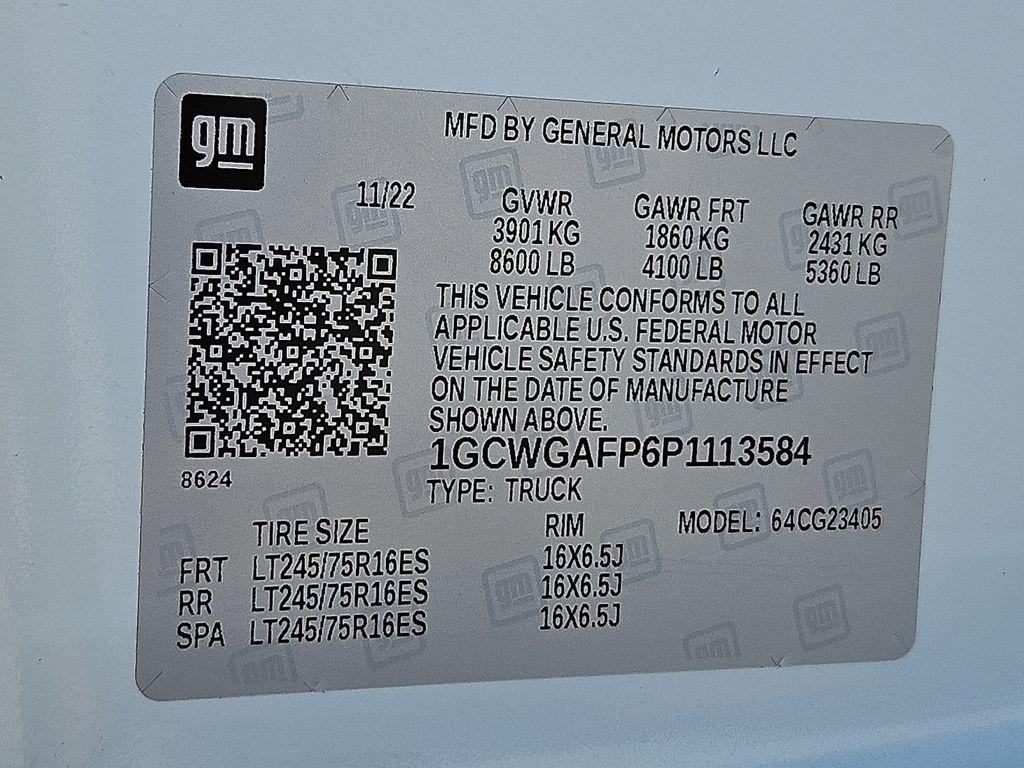 gm
MFD BY GENERAL MOTORS LLC
11/22 GVWR GAWR FRT GAWR RR
3901 KG 1860 KG 2431 KG
8600 LB 4100 LB 5360 LB
THIS VEHICLE CONFORMS TO ALL
APPLICABLE U.S. FEDERAL MOTOR
VEHICLE SAFETY STANDARDS IN EFFECT
ON THE DATE OF MANUFACTURE
SHOWN ABOVE.
1GCWGAFP6P1113584
8624
TYPE: TRUCK
TIRE SIZE RIM MODEL: 64CG23405
FRT LT245/75R16ES 16X6.5J
RR LT245/75R16ES 16X6.5J
SPA LT245/75R16ES 16X6.5J